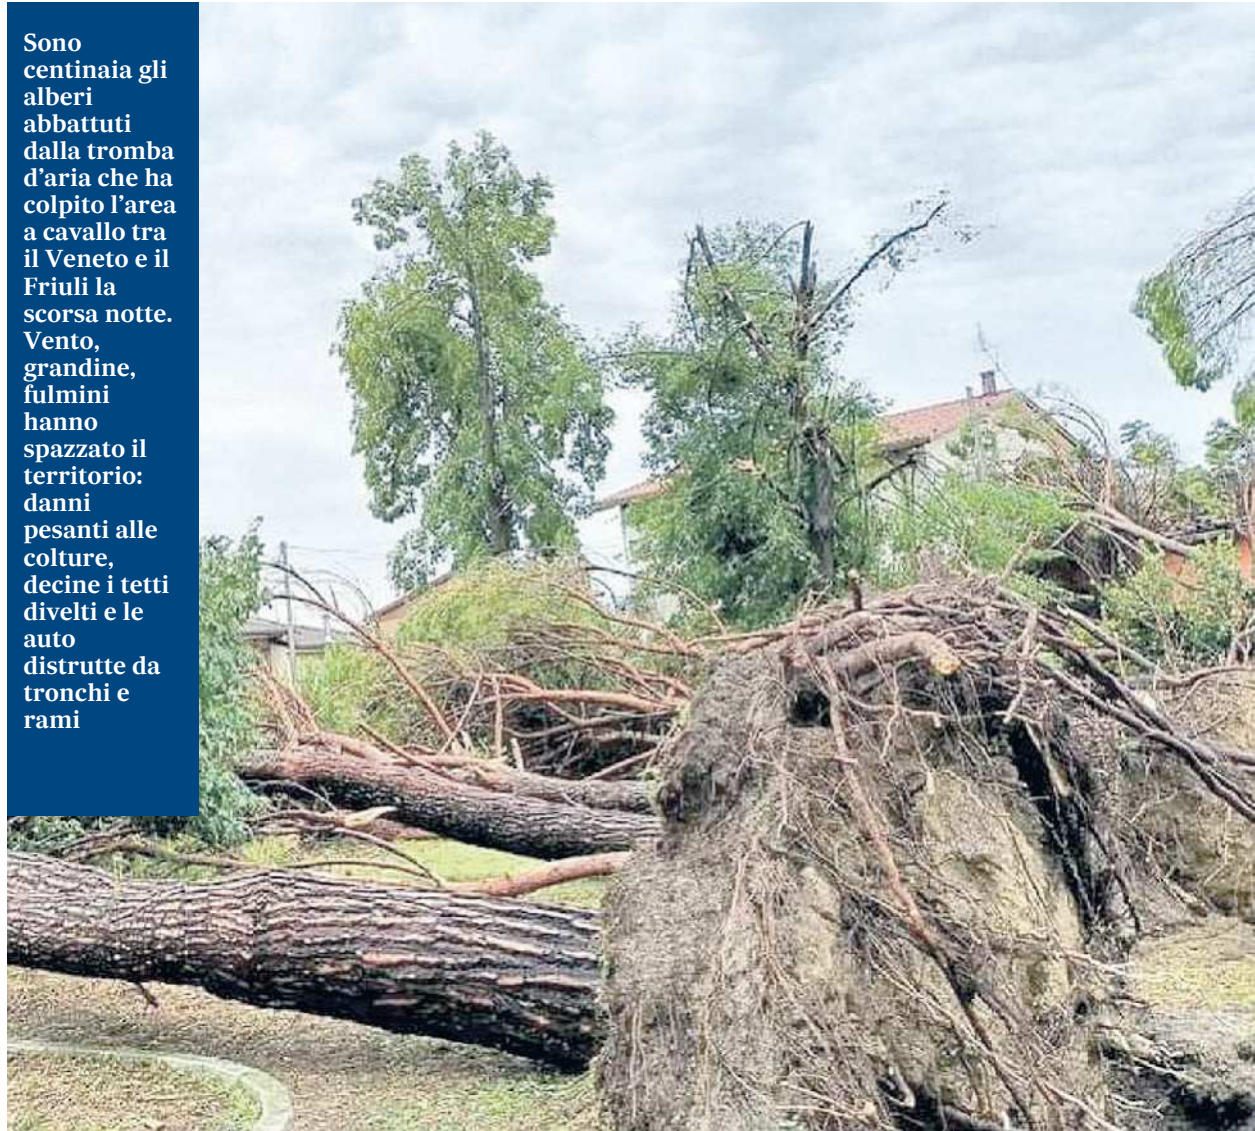 Sono
centinaia gli
alberi
abbattuti
dalla tromba
d’aria che ha
colpito l’area
a cavallo tra
il Veneto e il
Friuli la
scorsa notte.
Vento,
grandine,
fulmini
hanno
spazzato il
territorio:
danni
pesanti alle
colture,
decine i tetti
divelti e le
auto
distrutte da
tronchi e
rami